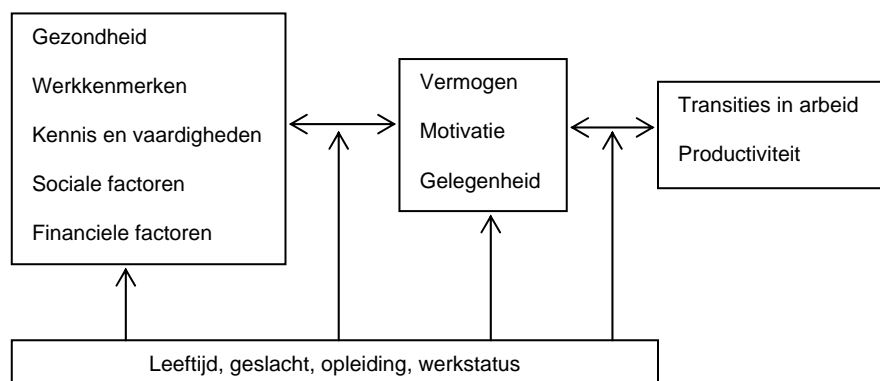 Gezondheid
Werkkenmerken
Kennis en vaardigheden
Sociale factoren
Financiele factoren
Vermogen
Motivatie
Gelegenheid
Transities in arbeid
Productiviteit
Leeftijd, geslacht, opleiding, werkstatus